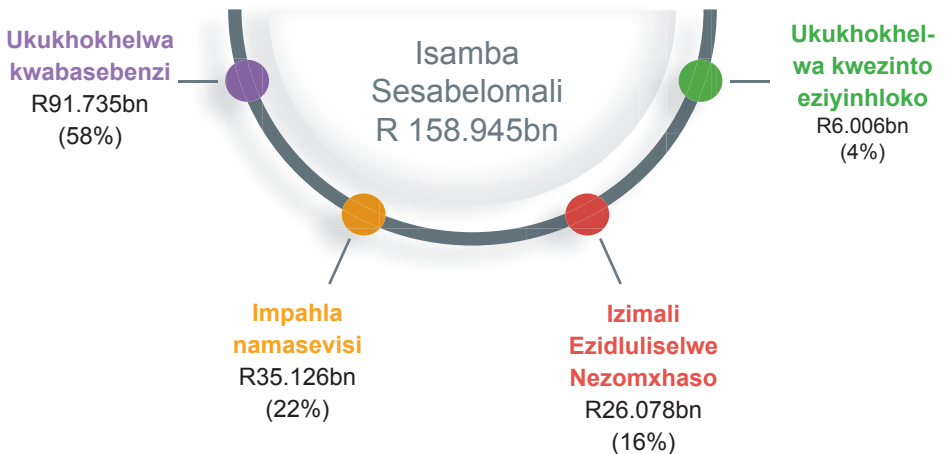 Ukukhokhelwa
kwabasebenzi
R91.735bn
(58%)
Isamba
Sesabelomali
R 158.945bn
Ukukhokhel-
wa kwezinto
eziyinhloko
R6.006bn
(4%)
Impahla
namasevisi
R35.126bn
(22%)
Izimali
Ezidluliselwe
Nezomxhaso
R26.078bn
(16%)